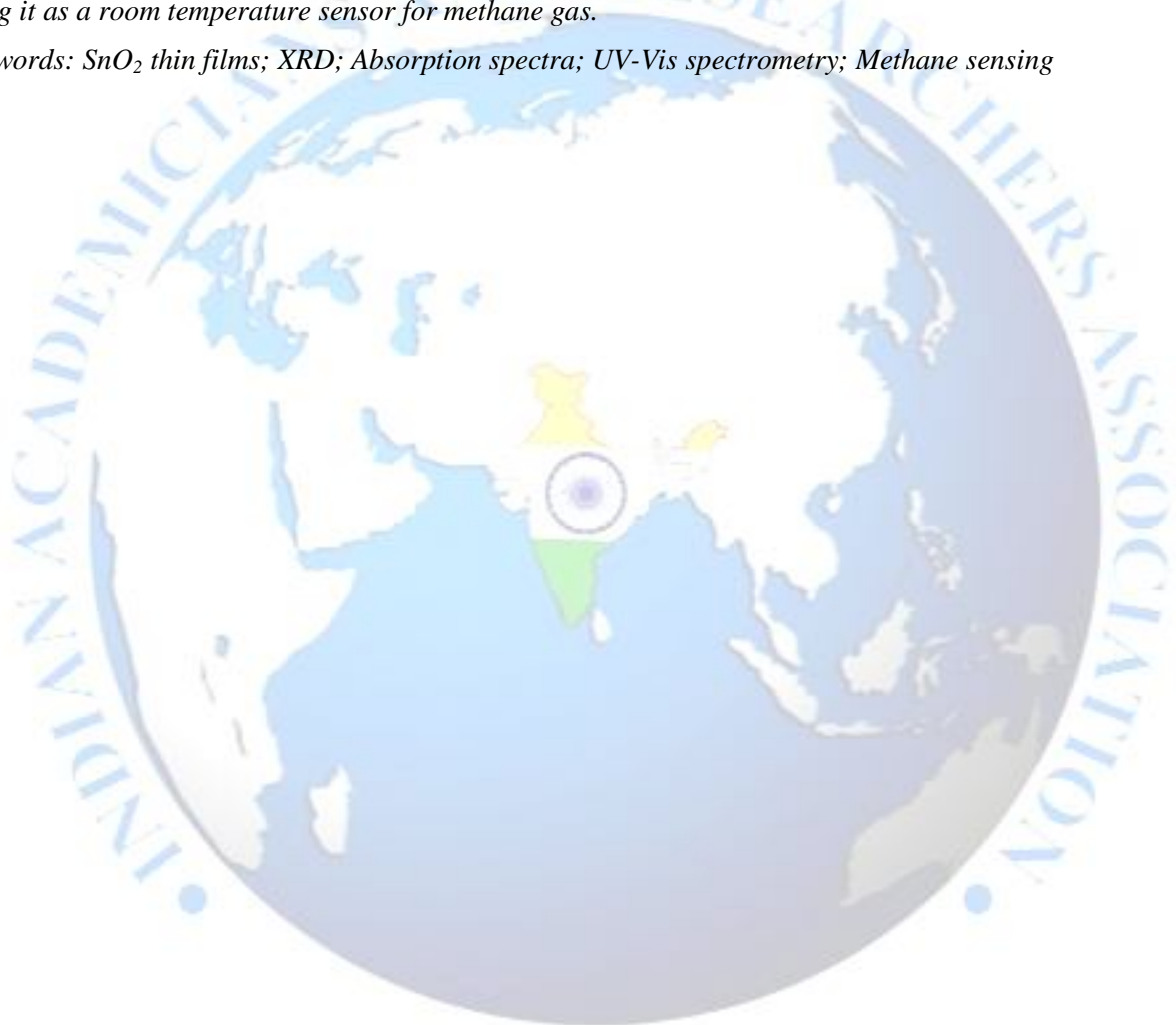 g it as a room temperature sensor for methane gas.
words: SnO₂ thin films; XRD; Absorption spectra; UV-Vis spectrometry; Methane sensing
INDIAN ACADEMICIANS RESEARCHERS ASSOCIATION